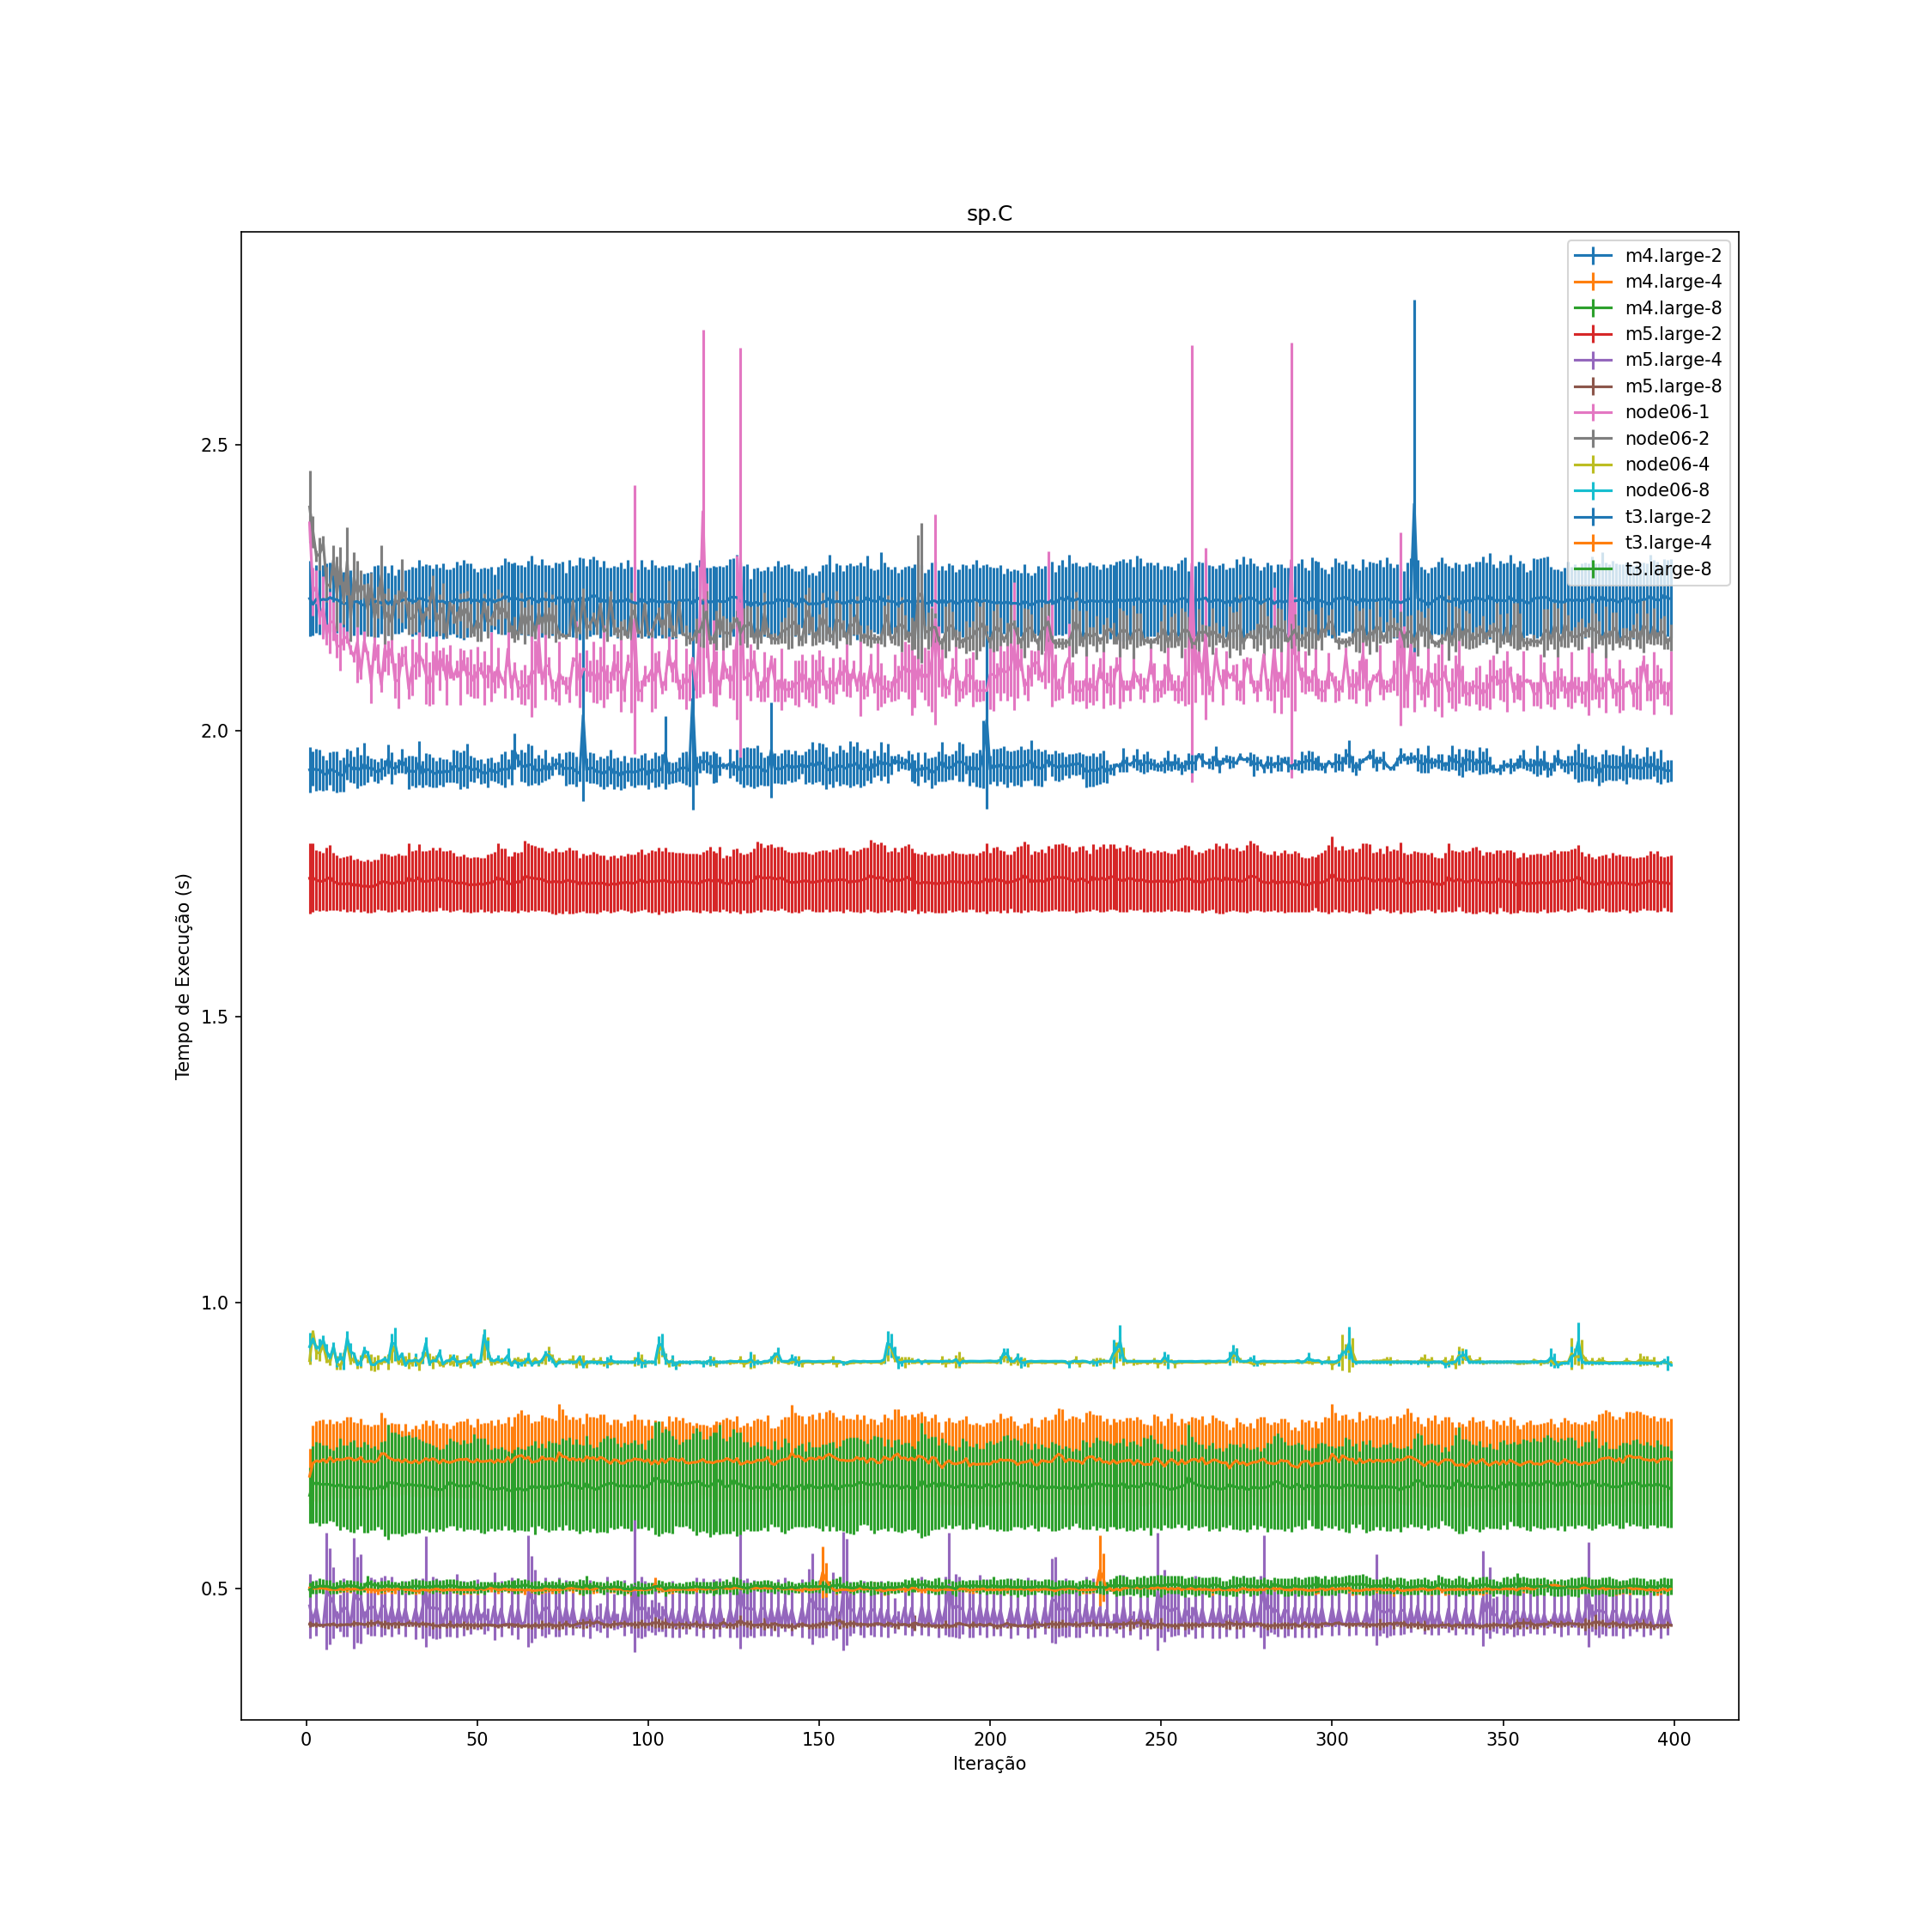 sp.C
m4.large-2
m4.large-4
m4.large-8
m5.large-2
m5.large-4
m5.large-8
node06-1
node06-2
node06-4
node06-8
t3.large-2
t3.large-4
t3.large-8
Tempo de Execução (s)
2.5
2.0
1.5
1.0
0.5
0 50 100 150 200 250 300 350 400
Iteração